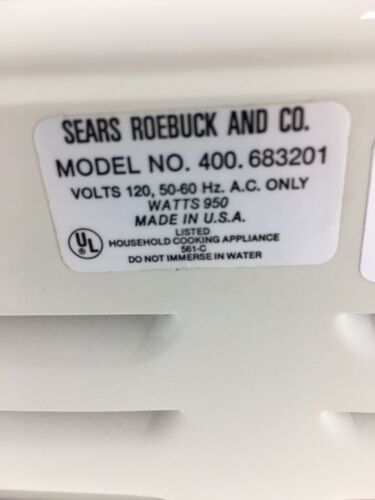 SEARS ROEBUCK AND CO.
MODEL NO. 400.683201
VOLTS 120, 50-60 Hz. A.C. ONLY
WATTS 950
MADE IN U.S.A.
UL ®
LISTED
HOUSEHOLD COOKING APPLIANCE
561-C
DO NOT IMMERSE IN WATER